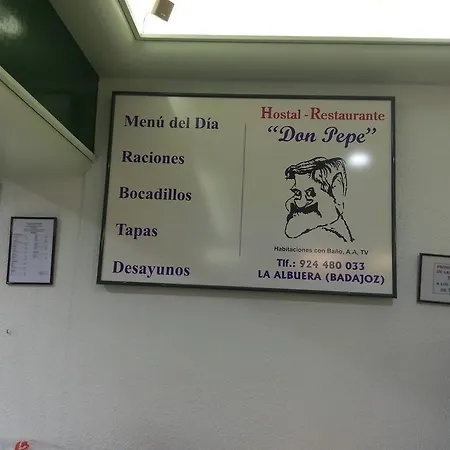 Menú del Día
Raciones
Bocadillos
Tapas
Desayunos
Hostal - Restaurante
"Don Pepe"
Habitaciones con Baño, A.A, TV
Tlf.: 924 480 033
LA ALBUERA (BADAJOZ)